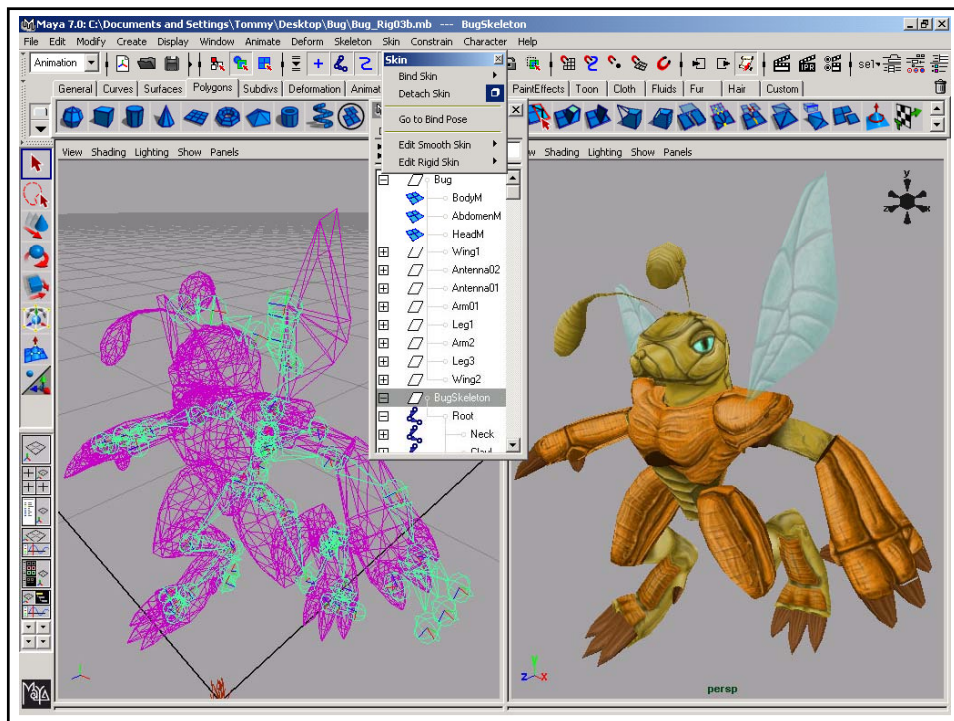 Maya 7.0: C:\Documents and Settings\Tommy\Desktop\Bug\Bug_Rig03b.mb --- BugSkeleton
File Edit Modify Create Display Window Animate Deform Skeleton Skin Constrain Character Help
Animation
sel
General Curves Surfaces Polygons Subdivs Deformation Animat
PaintEffects Toon Cloth Fluids Fur Hair Custom
Skin
Bind Skin
Detach Skin
Go to Bind Pose
Edit Smooth Skin
Edit Rigid Skin
View Shading Lighting Show Panels
Shading Lighting Show Panels
Bug
BodyM
AbdomenM
HeadM
Wing1
Antenna02
Antenna01
Arm01
Leg1
Arm2
Leg3
Wing2
BugSkeleton
Root
Neck
y
z
x
y
z x
persp
Maya